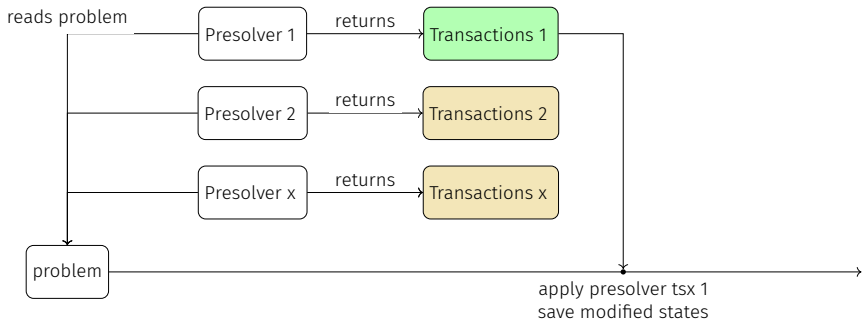 reads problem
Presolver 1
returns
Transactions 1
Presolver 2
returns
Transactions 2
Presolver x
returns
Transactions x
problem
apply presolver tsx 1
save modified states